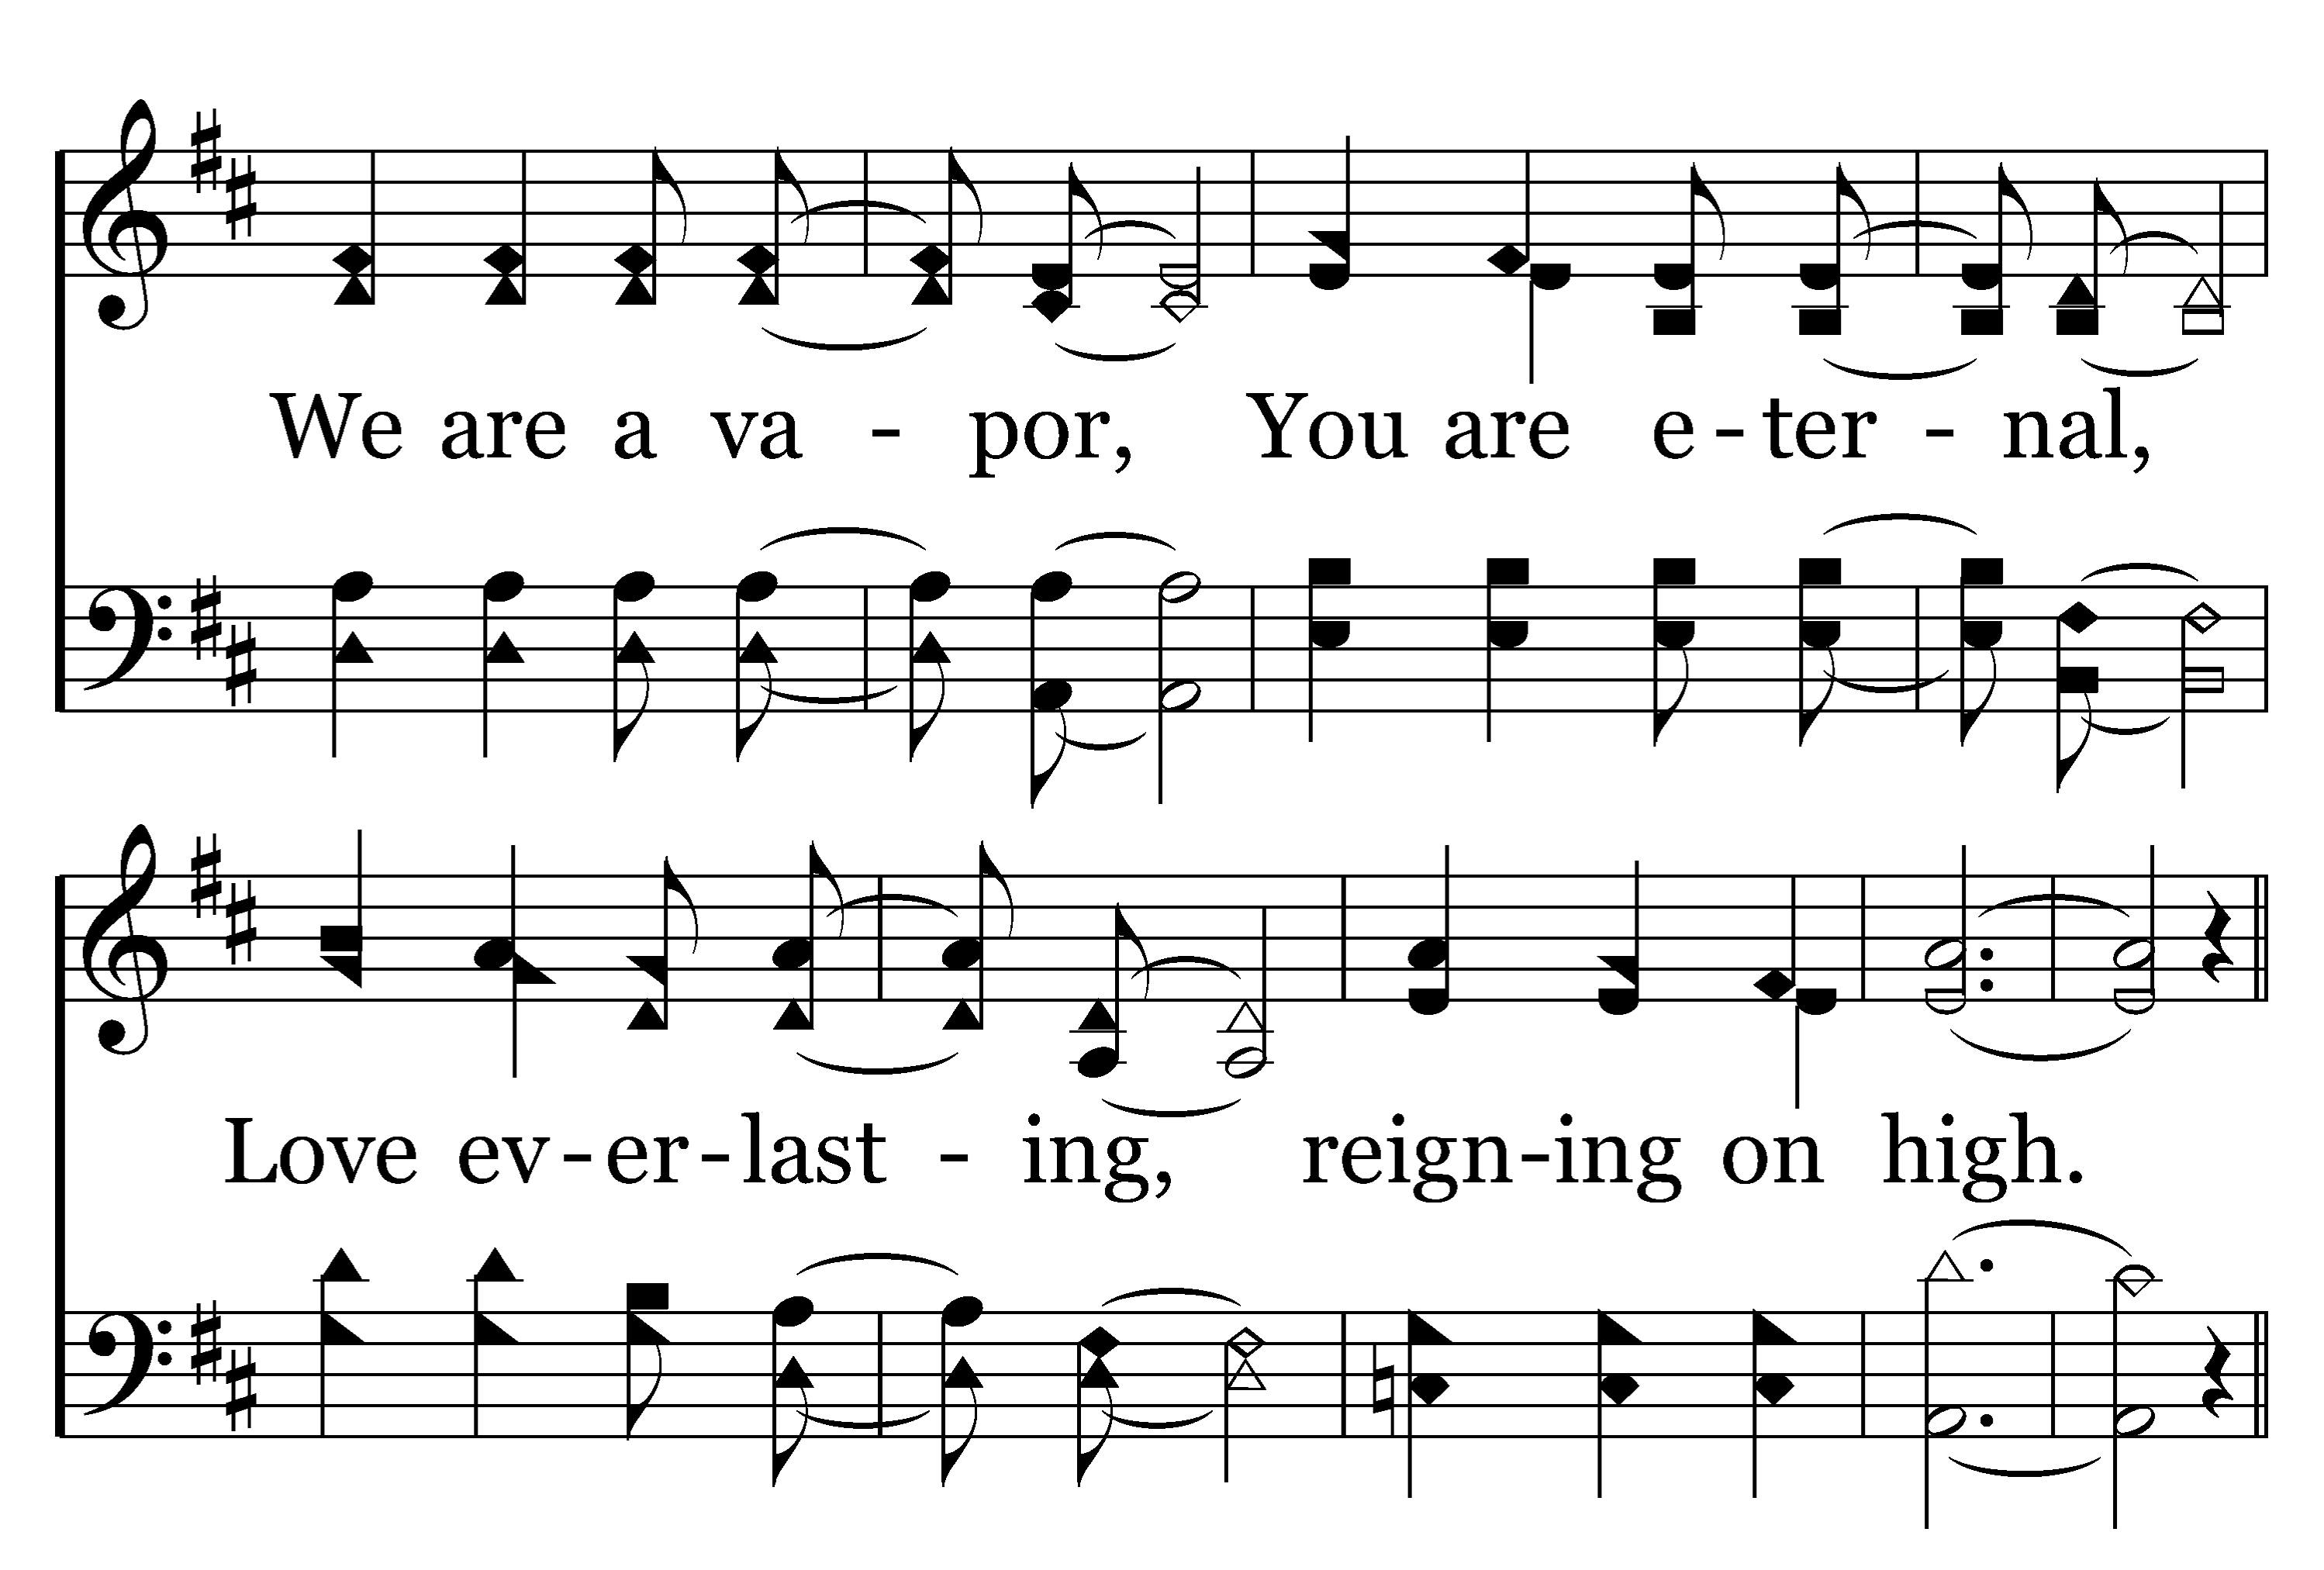 We are a va - por, You are e - ter - nal,
Love ev - er - last - ing, reign - ing on high.